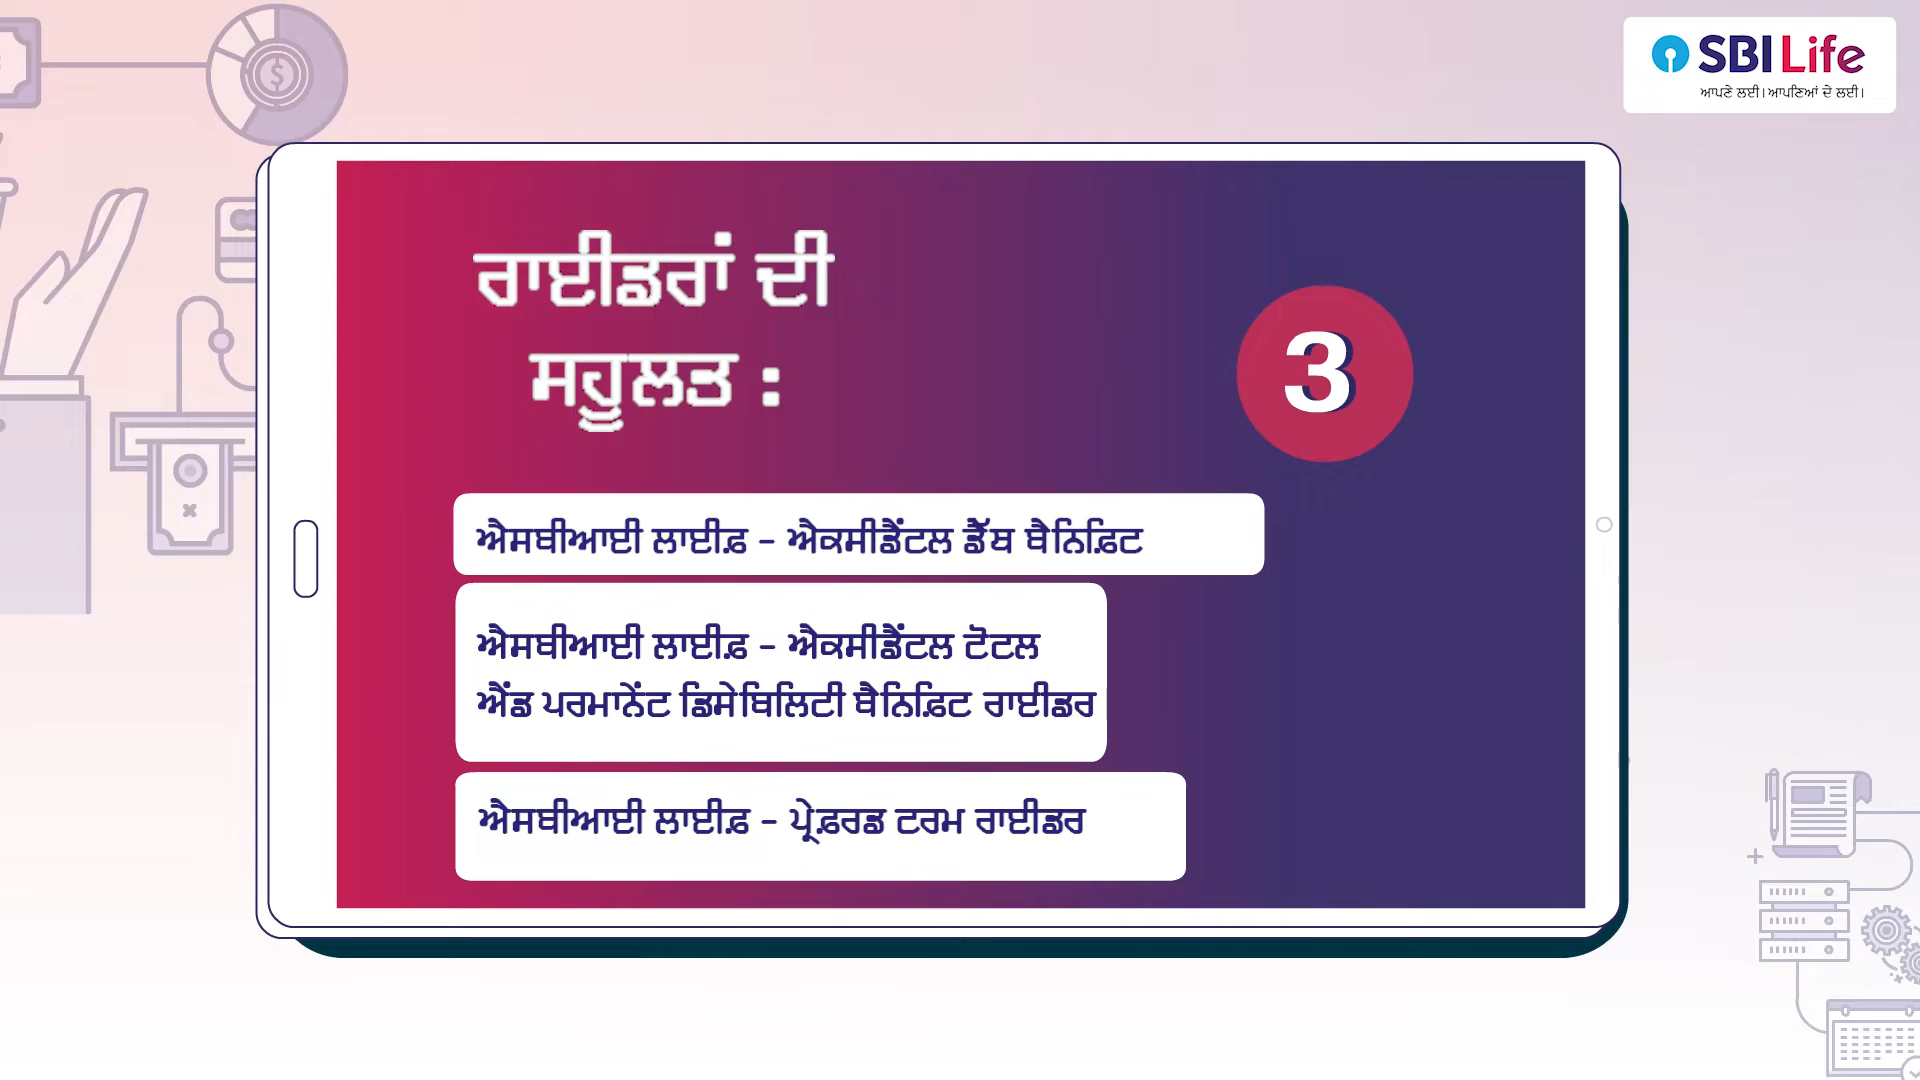 SBI Life
ਆਪਣੇ ਲਈ। ਆਪਣਿਆਂ ਦੇ ਲਈ।
ਰਾਈਡਰਾਂ ਦੀ
ਸਹੂਲਤ :
3
ਐਸਬੀਆਈ ਲਾਈਫ਼ – ਐਕਸੀਡੈਂਟਲ ਡੈੱਥ ਬੈਨਿਫ਼ਿਟ
ਐਸਬੀਆਈ ਲਾਈਫ਼ – ਐਕਸੀਡੈਂਟਲ ਟੋਟਲ
ਐਂਡ ਪਰਮਾਨੇਂਟ ਡਿਸੇਬਿਲਿਟੀ ਬੈਨਿਫ਼ਿਟ ਰਾਈਡਰ
ਐਸਬੀਆਈ ਲਾਈਫ਼ – ਪ੍ਰੇਫ਼ਰਡ ਟਰਮ ਰਾਈਡਰ